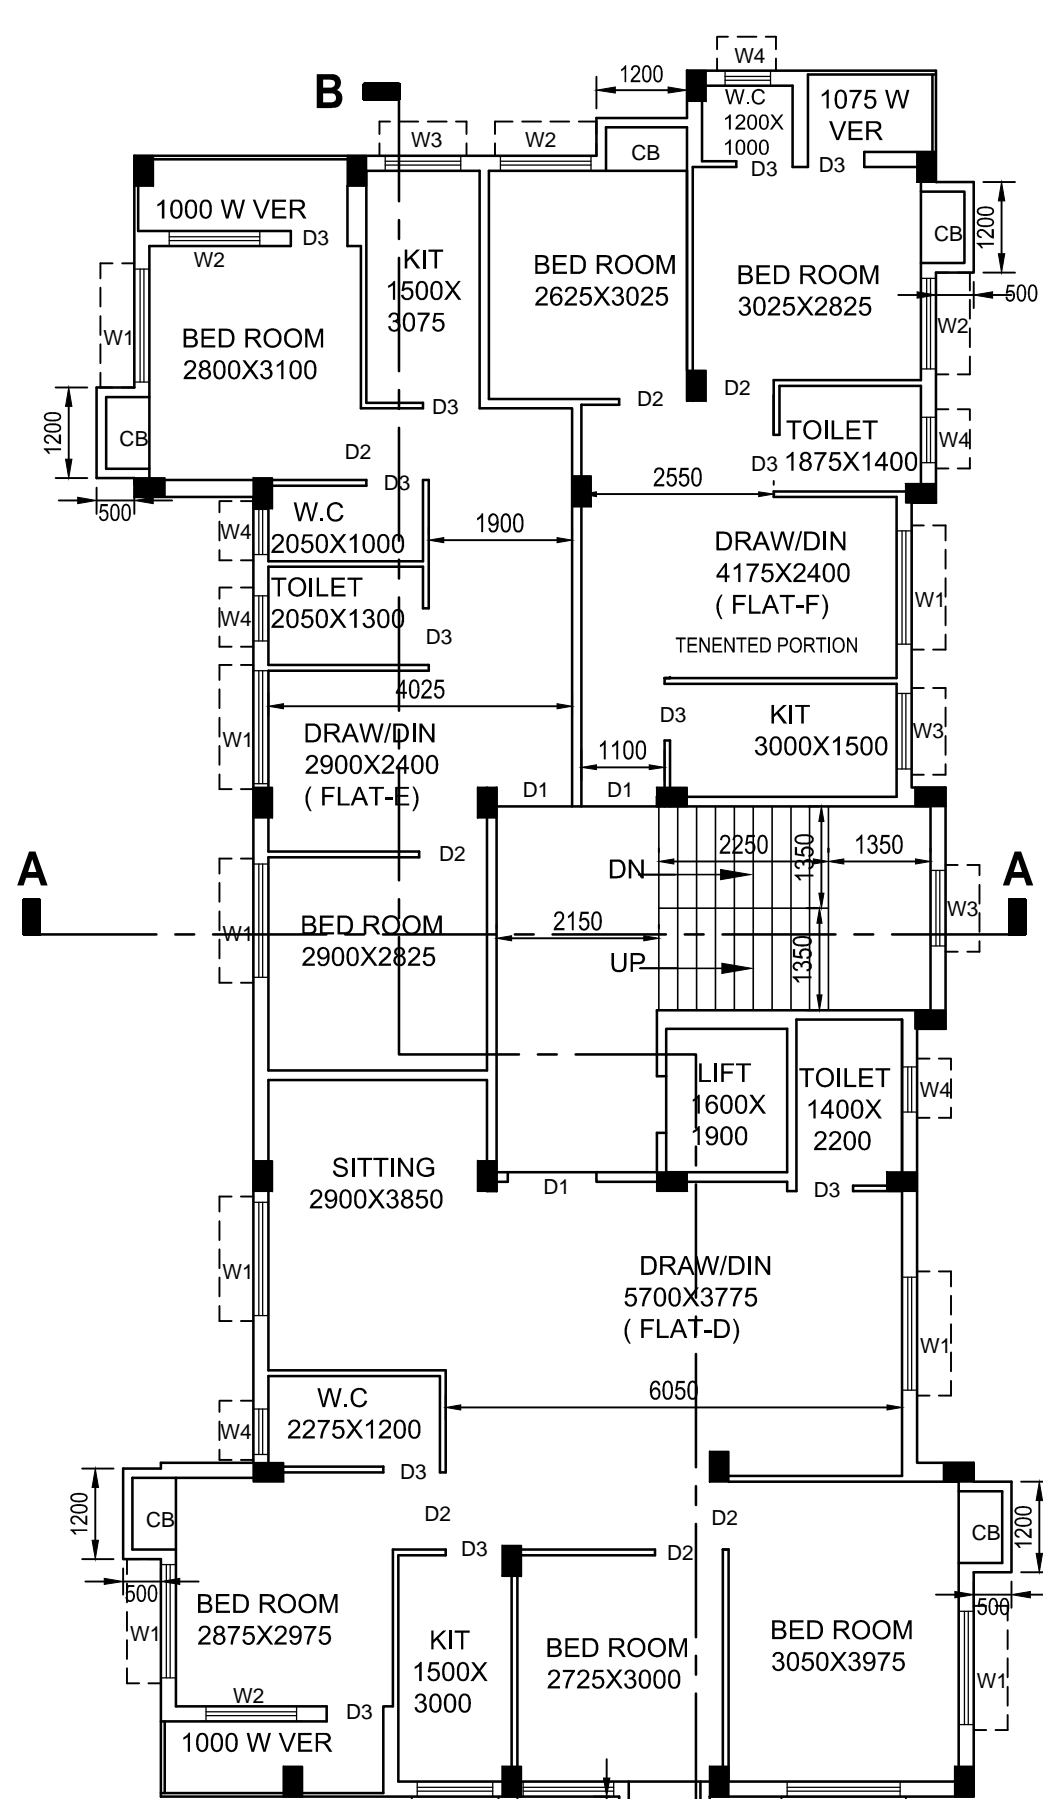 W4
1200
B
W.C
1200X
1000
1075 W
VER
W3
W2
CB
D3
D3
1000 W VER
D3
W2
KIT
1500X
3075
BED ROOM
2625X3025
BED ROOM
3025X2825
CB
1200
500
W1
BED ROOM
2800X3100
W2
D3
D2
D2
1200
CB
D2
TOILET
1875X1400
W4
D3
D3
2550
500
W.C
2050X1000
W4
1900
DRAW/DIN
4175X2400
( FLAT-F)
TENENTED PORTION
W1
TOILET
2050X1300
W4
D3
4025
D3
KIT
3000X1500
W3
W1
DRAW/DIN
2900X2400
( FLAT-E)
1100
D1
D1
D2
2250
1350
1350
DN
A
A
W1
BED ROOM
2900X2825
2150
W3
UP
1350
LIFT
1600X
1900
TOILET
1400X
2200
W4
SITTING
2900X3850
D1
D3
W1
DRAW/DIN
5700X3775
( FLAT-D)
W1
6050
W.C
2275X1200
W4
D3
1200
CB
D2
D2
CB
1200
D3
D2
500
500
BED ROOM
2875X2975
W1
KIT
1500X
3000
BED ROOM
2725X3000
BED ROOM
3050X3975
W1
W2
D3
1000 W VER